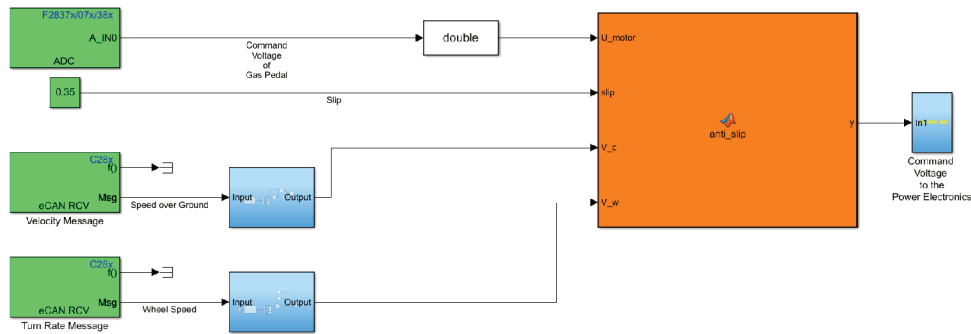 F2837x/07x/38x
A_IN0
ADC
Command
Voltage
of
Gas Pedal
double
U_motor
0.35
Slip
slip
anti_slip
y
In1
Command
Voltage
to the
Power Electronics
C28x
f()
Msg
eCAN RCV
Velocity Message
Speed over Ground
Input
Output
V_c
V_w
C28x
f()
Msg
eCAN RCV
Turn Rate Message
Wheel Speed
Input
Output